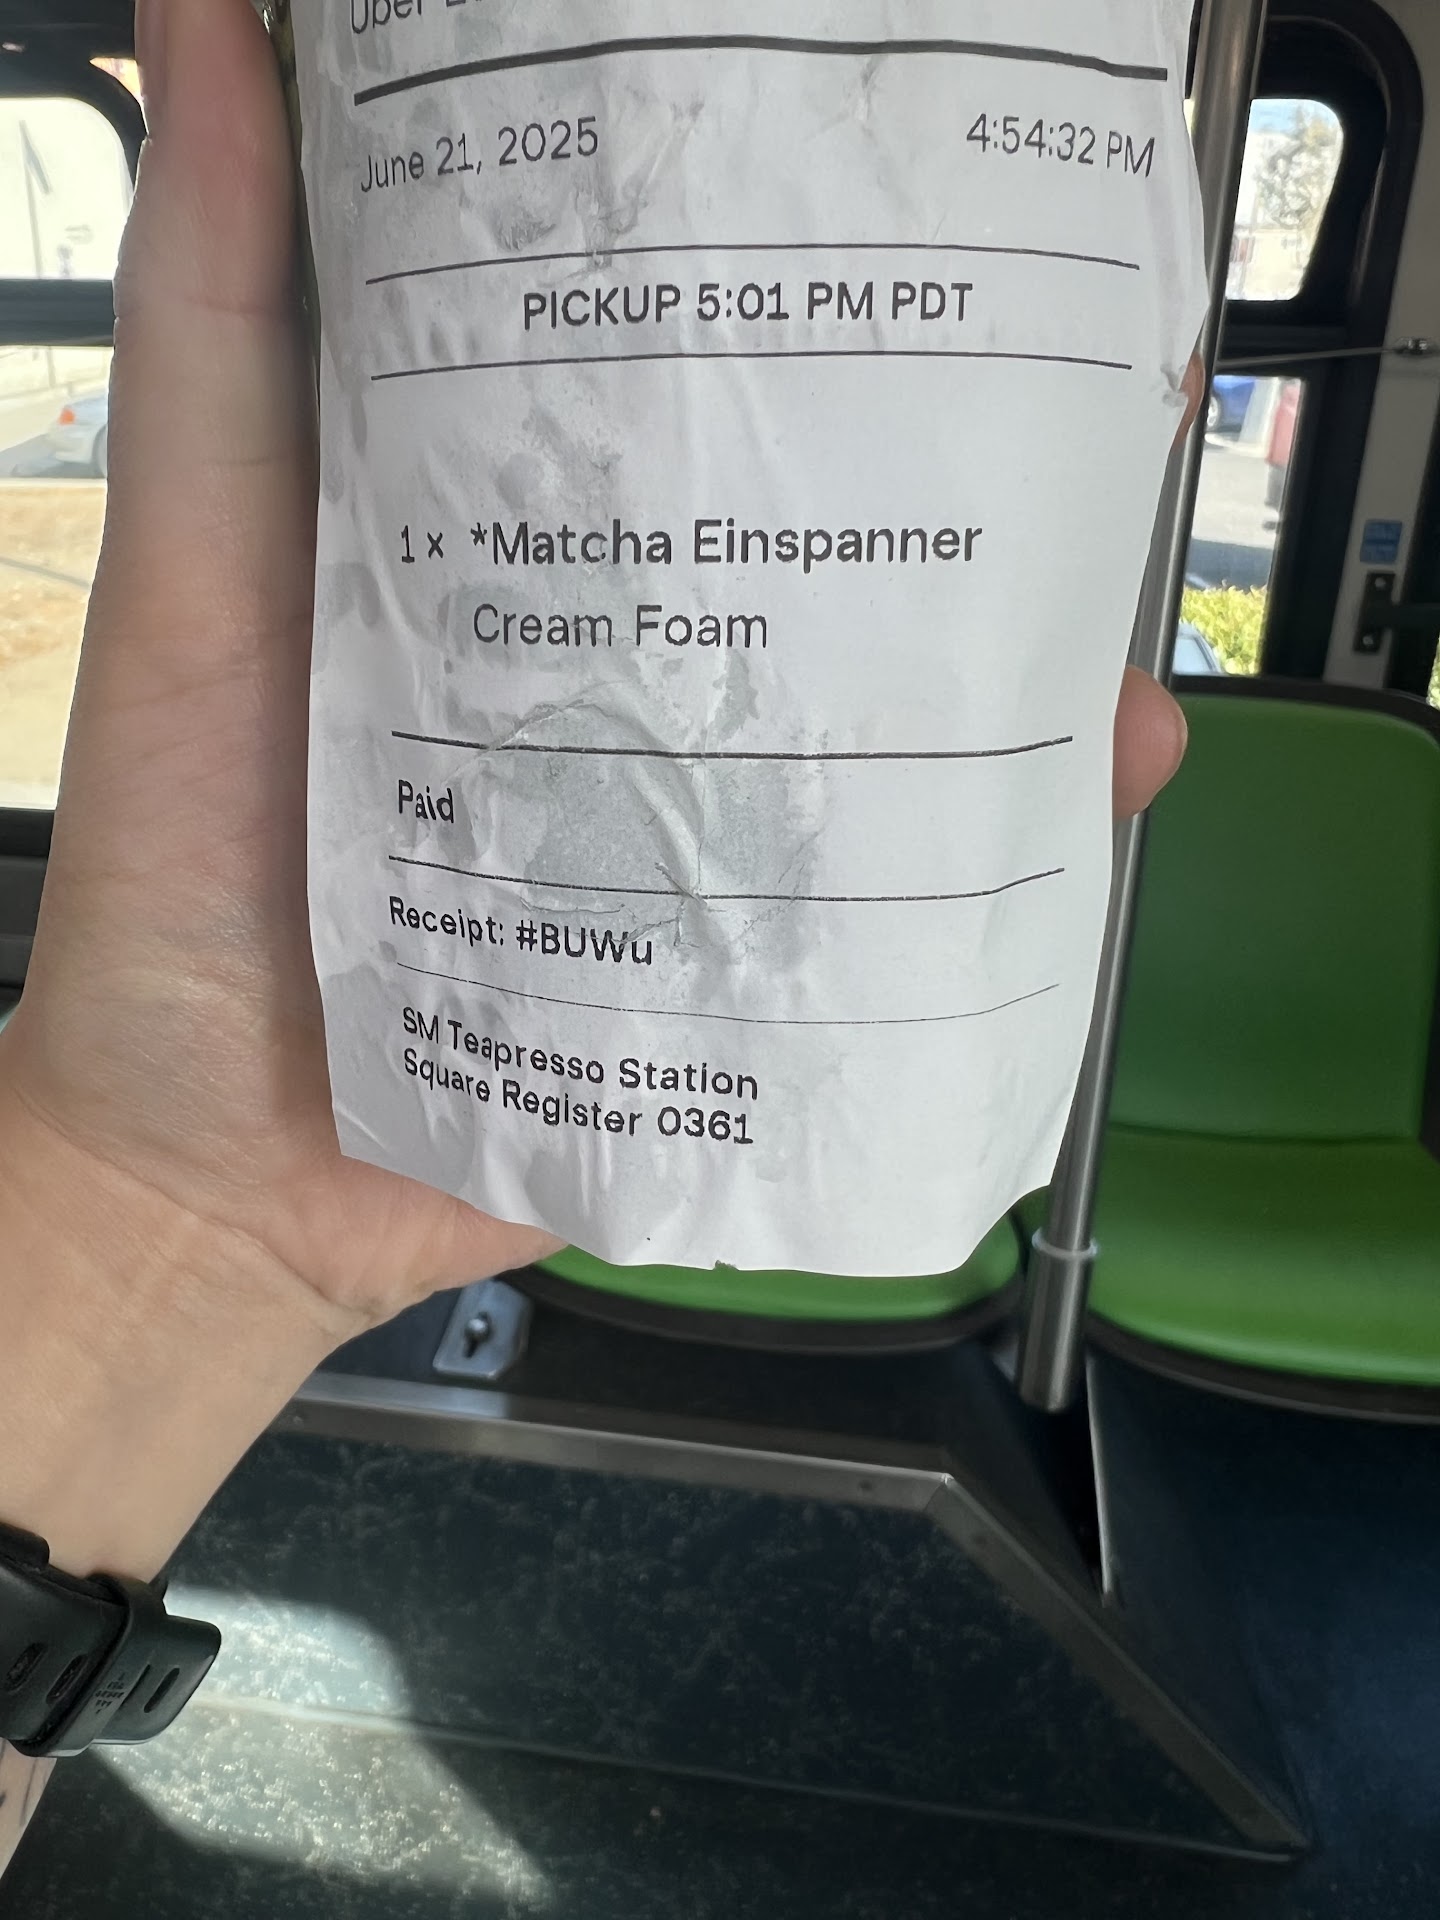 Uber
June 21, 2025 4:54:32 PM
PICKUP 5:01 PM PDT
1 x *Matcha Einspanner
Cream Foam
Paid
Receipt: #BUWu
SM Teapresso Station
Square Register 0361